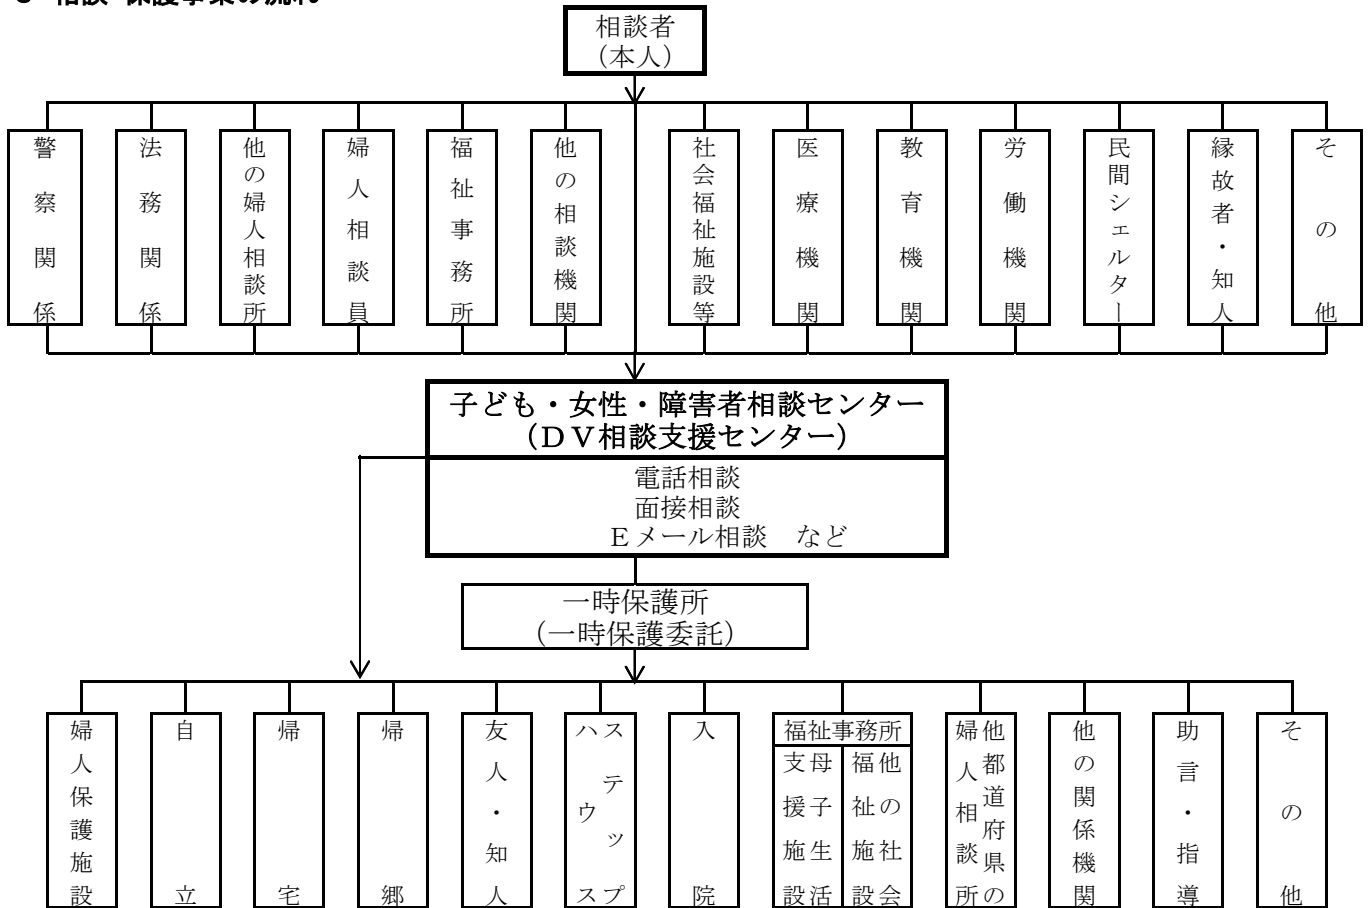 相談者
（本人）
警察関係
法務関係
他の婦人相談所
婦人相談員
福祉事務所
他の相談機関
社会福祉施設等
医療機関
教育機関
労働機関
民間シェルター
縁故者・知人
その他
子ども・女性・障害者相談センター
（ＤＶ相談支援センター）
電話相談
面接相談
Ｅメール相談　など
一時保護所
（一時保護委託）
婦人保護施設
自立
帰宅
帰郷
友人・知人
ステップ
ハウス
入院
福祉事務所
母子生活
支援施設
他の社会
福祉施設
他都道府県の
婦人相談所
他の関係機関
助言・指導
その他